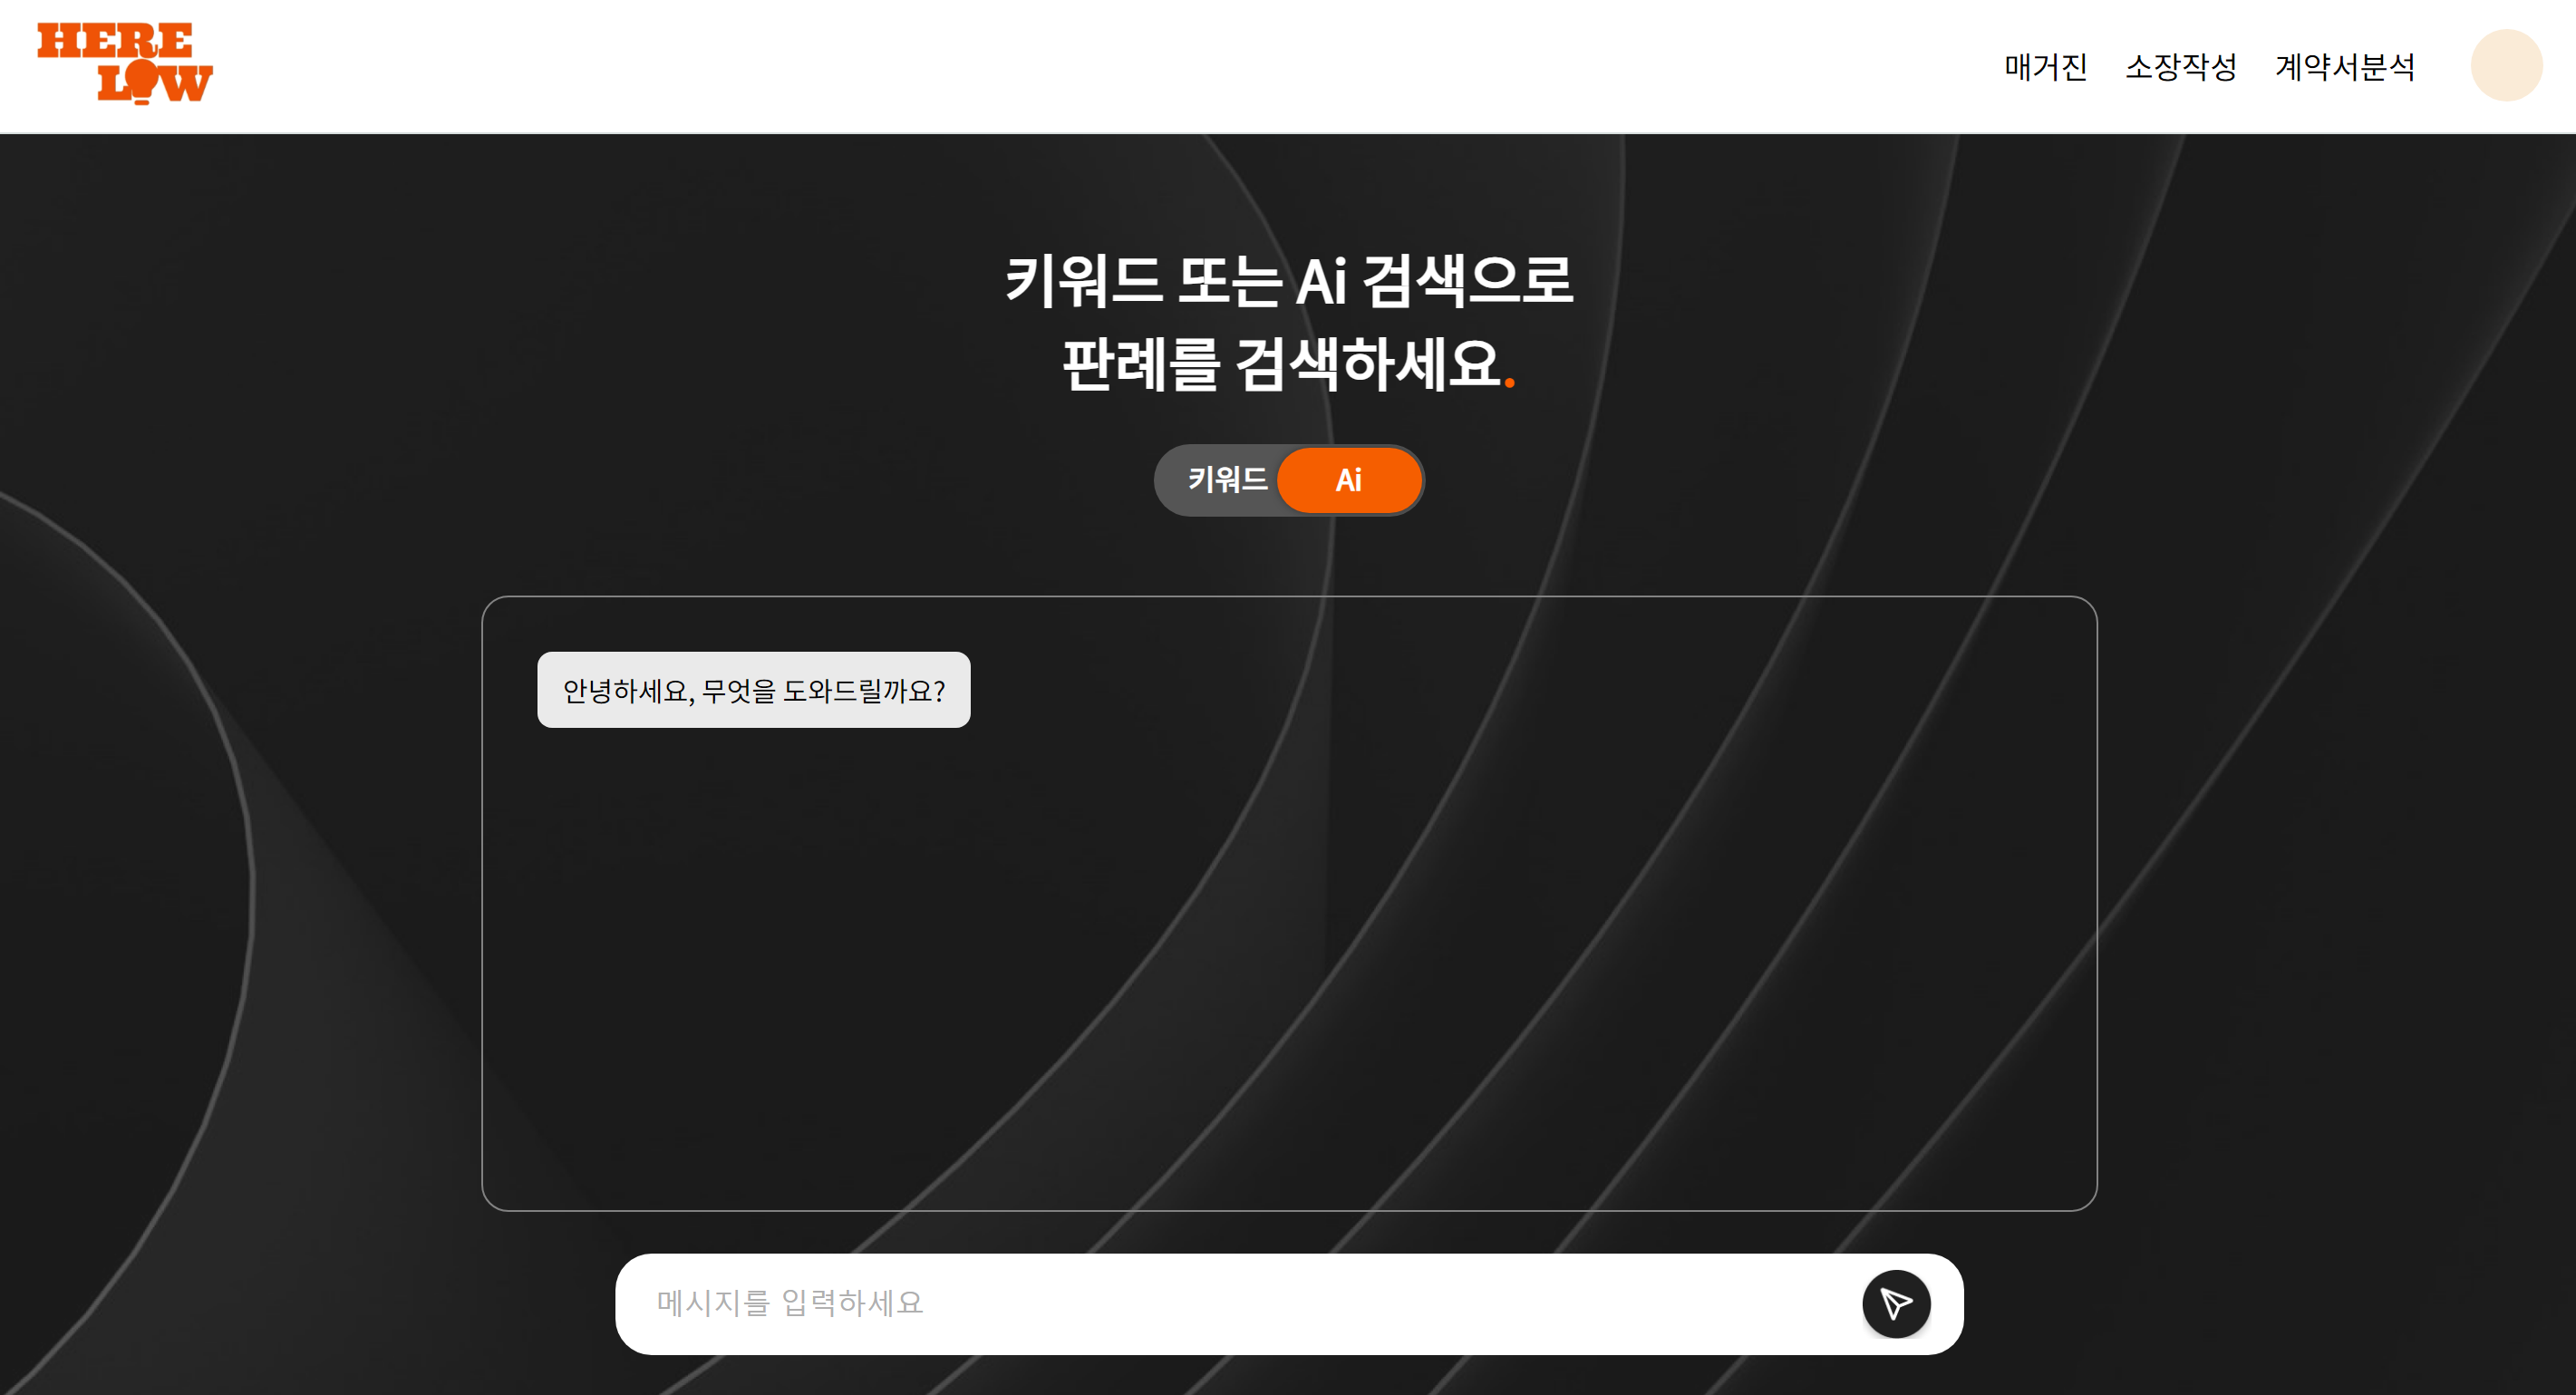 HERE
LOW
매거진 소장작성 계약서분석
키워드 또는 Ai 검색으로
판례를 검색하세요.
키워드 Ai
안녕하세요, 무엇을 도와드릴까요?
메시지를 입력하세요